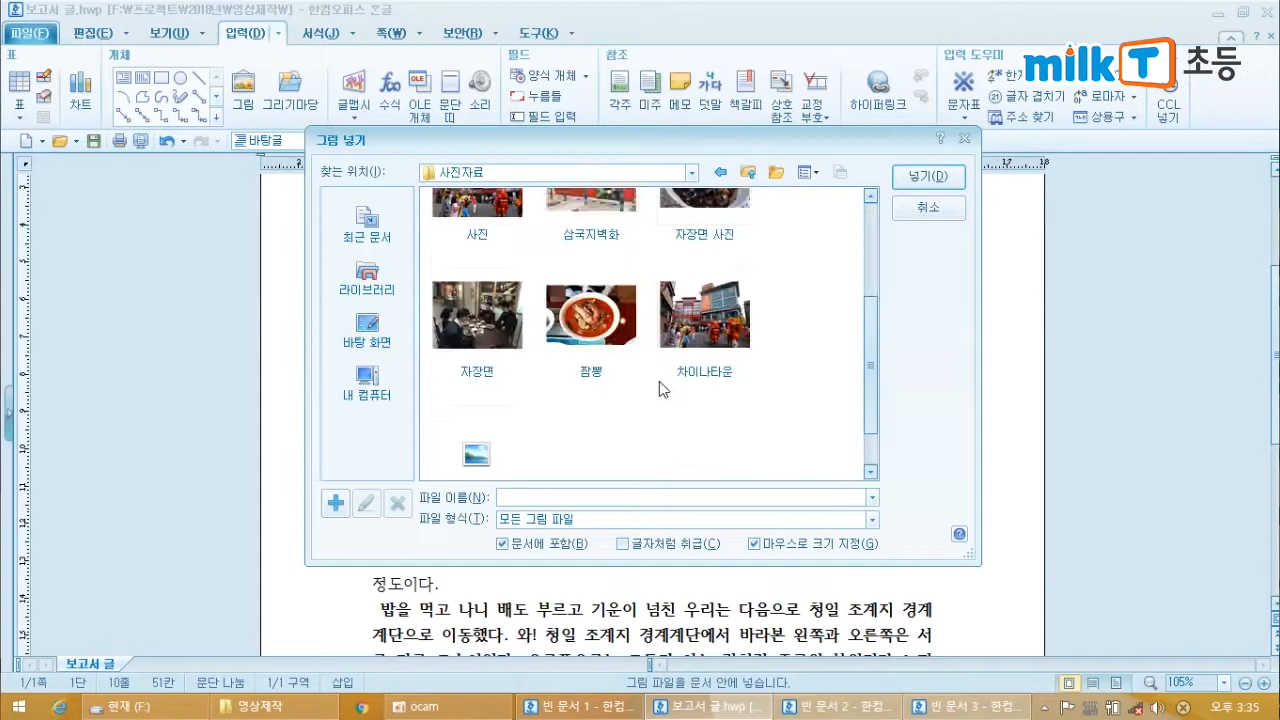 보고서 글.hwp [F:\프로젝트\2018년\영상제작\] - 한컴오피스 흔글
파일(F) 편집(E) 보기(U) 입력(D) 서식(J) 쪽(W) 보안(R) 도구(K)
milk T 초등
표 개체 필드 참조 입력 도우미
표
차트
그림
그리기마당
글맵시
수식
OLE 개체
문단 띠
소리
양식 개체
누름틀
필드 입력
각주
미주
메모
덧말
책갈피
상호 참조
교정 부호
하이퍼링크
문자표
글자 겹치기
로마자
주소 찾기
상용구
CCL 넣기
바탕글
그림 넣기
찾는 위치(I): 사진자료
넣기(D)
취소
최근 문서
라이브러리
바탕 화면
내 컴퓨터
사진 삼국지벽화 자장면 사진
자장면 짬뽕 차이나타운
파일 이름(N):
파일 형식(T): 모든 그림 파일
문서에 포함(B) 글자처럼 취급(C) 마우스로 크기 지정(G)
정도이다.
밥을 먹고 나니 배도 부르고 기운이 넘친 우리는 다음으로 청일 조계지 경계
계단으로 이동했다. 와! 청일 조계지 경계계단에서 바라본 왼쪽과 오른쪽은 서
보고서 글
1/1쪽 1단 10줄 51칸 문단 나눔 1/1 구역 삽입 그림 파일을 문서 안에 넣습니다. 105%
현재 (F:) 영상제작 ocam 빈 문서 1 - 한컴... 보고서 글.hwp [... 빈 문서 2 - 한컴... 빈 문서 3 - 한컴... 오후 3:35